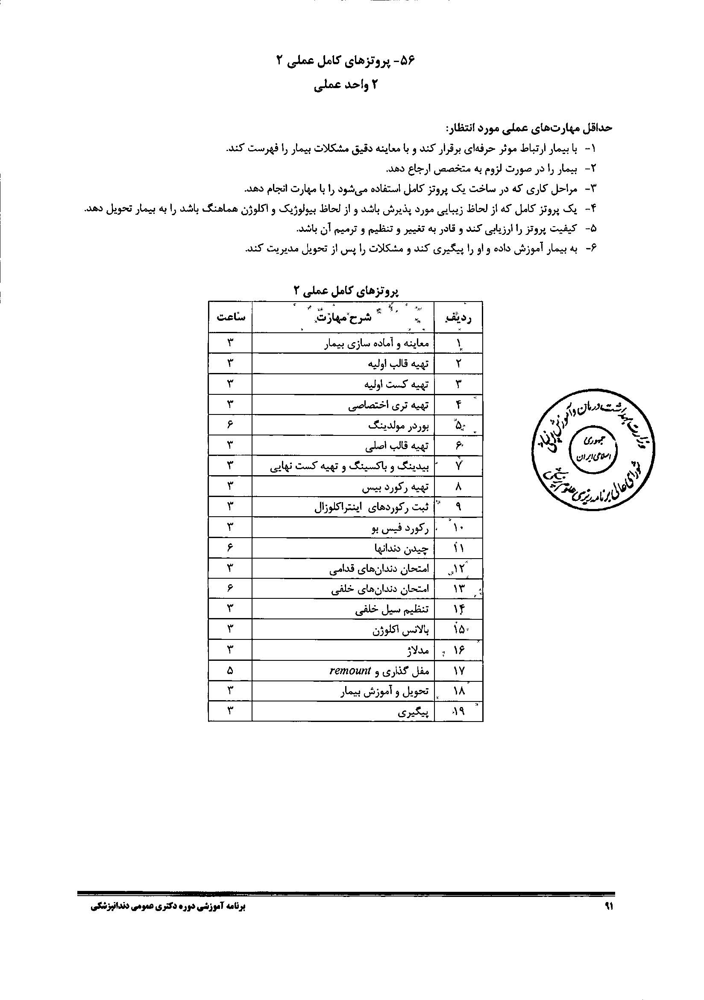 ۵۶- پروتزهای کامل عملی ۲
۲ واحد عملی
حداقل مهارت‌های عملی مورد انتظار:
۱- با بیمار ارتباط موثر حرفه‌ای برقرار کند و با معاینه دقیق مشکلات بیمار را فهرست کند.
۲- بیمار را در صورت لزوم به متخصص ارجاع دهد.
۳- مراحل کاری که در ساخت یک پروتز کامل استفاده می‌شود را با مهارت انجام دهد.
۴- یک پروتز کامل که از لحاظ زیبایی مورد پذیرش باشد و از لحاظ بیولوژیک و اکلوژن هماهنگ باشد را به بیمار تحویل دهد.
۵- کیفیت پروتز را ارزیابی کند و قادر به تغییر و تنظیم و ترمیم آن باشد.
۶- به بیمار آموزش داده و او را پیگیری کند و مشکلات را پس از تحویل مدیریت کند.
پروتزهای کامل عملی ۲
ردیف شرح مهارت ساعت
۱ معاینه و آماده سازی بیمار ۳
۲ تهیه قالب اولیه ۳
۳ تهیه کست اولیه ۳
۴ تهیه تری اختصاصی ۳
۵ بوردر مولدینگ ۶
۶ تهیه قالب اصلی ۳
۷ بیدینگ و باکسینگ و تهیه کست نهایی ۳
۸ تهیه رکورد بیس ۳
۹ ثبت رکوردهای اینتراکلوزال ۳
۱۰ رکورد فیس بو ۳
۱۱ چیدن دندانها ۶
۱۲ امتحان دندان‌های قدامی ۳
۱۳ امتحان دندان‌های خلفی ۶
۱۴ تنظیم سیل خلفی ۳
۱۵ بالانس اکلوژن ۳
۱۶ مدلاژ ۳
۱۷ مفل گذاری و remount ۵
۱۸ تحویل و آموزش بیمار ۳
۱۹ پیگیری ۳
وزارت بهداشت درمان و آموزش پزشکی
جمهوری
اسلامی ایران
شورای عالی برنامه ریزی علوم پزشکی
۹۱
برنامه آموزشی دوره دکتری عمومی دندانپزشکی